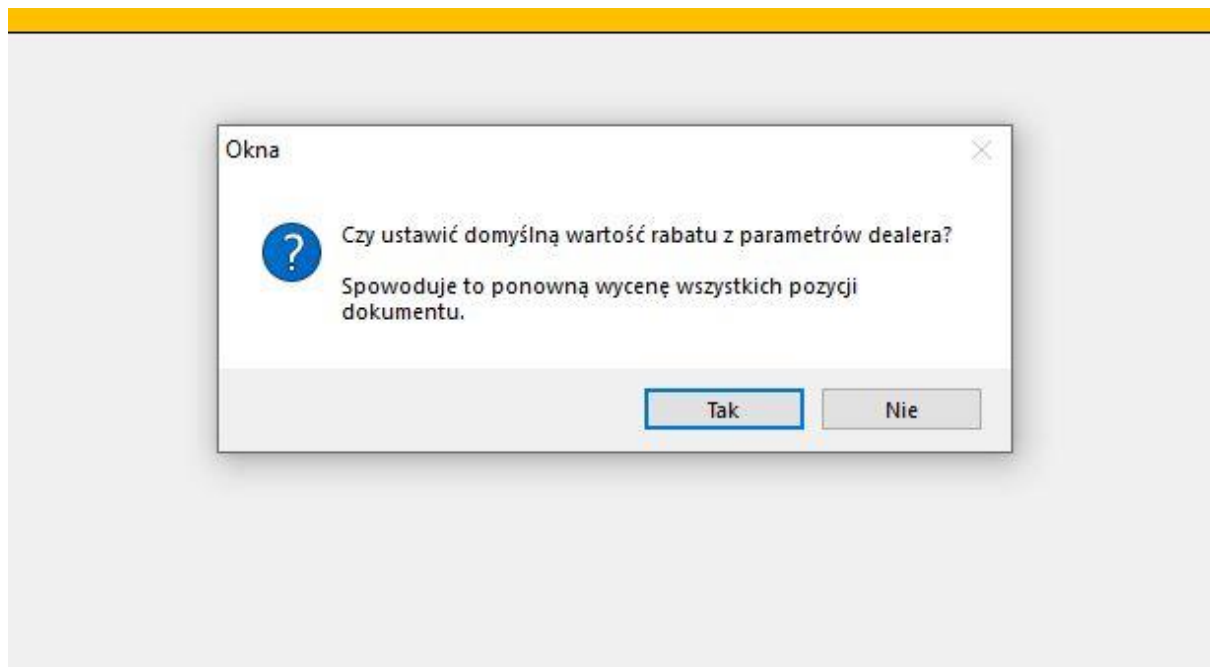 Okna
Czy ustawić domyślną wartość rabatu z parametrów dealera?
Spowoduje to ponowną wycenę wszystkich pozycji
dokumentu.
Tak
Nie